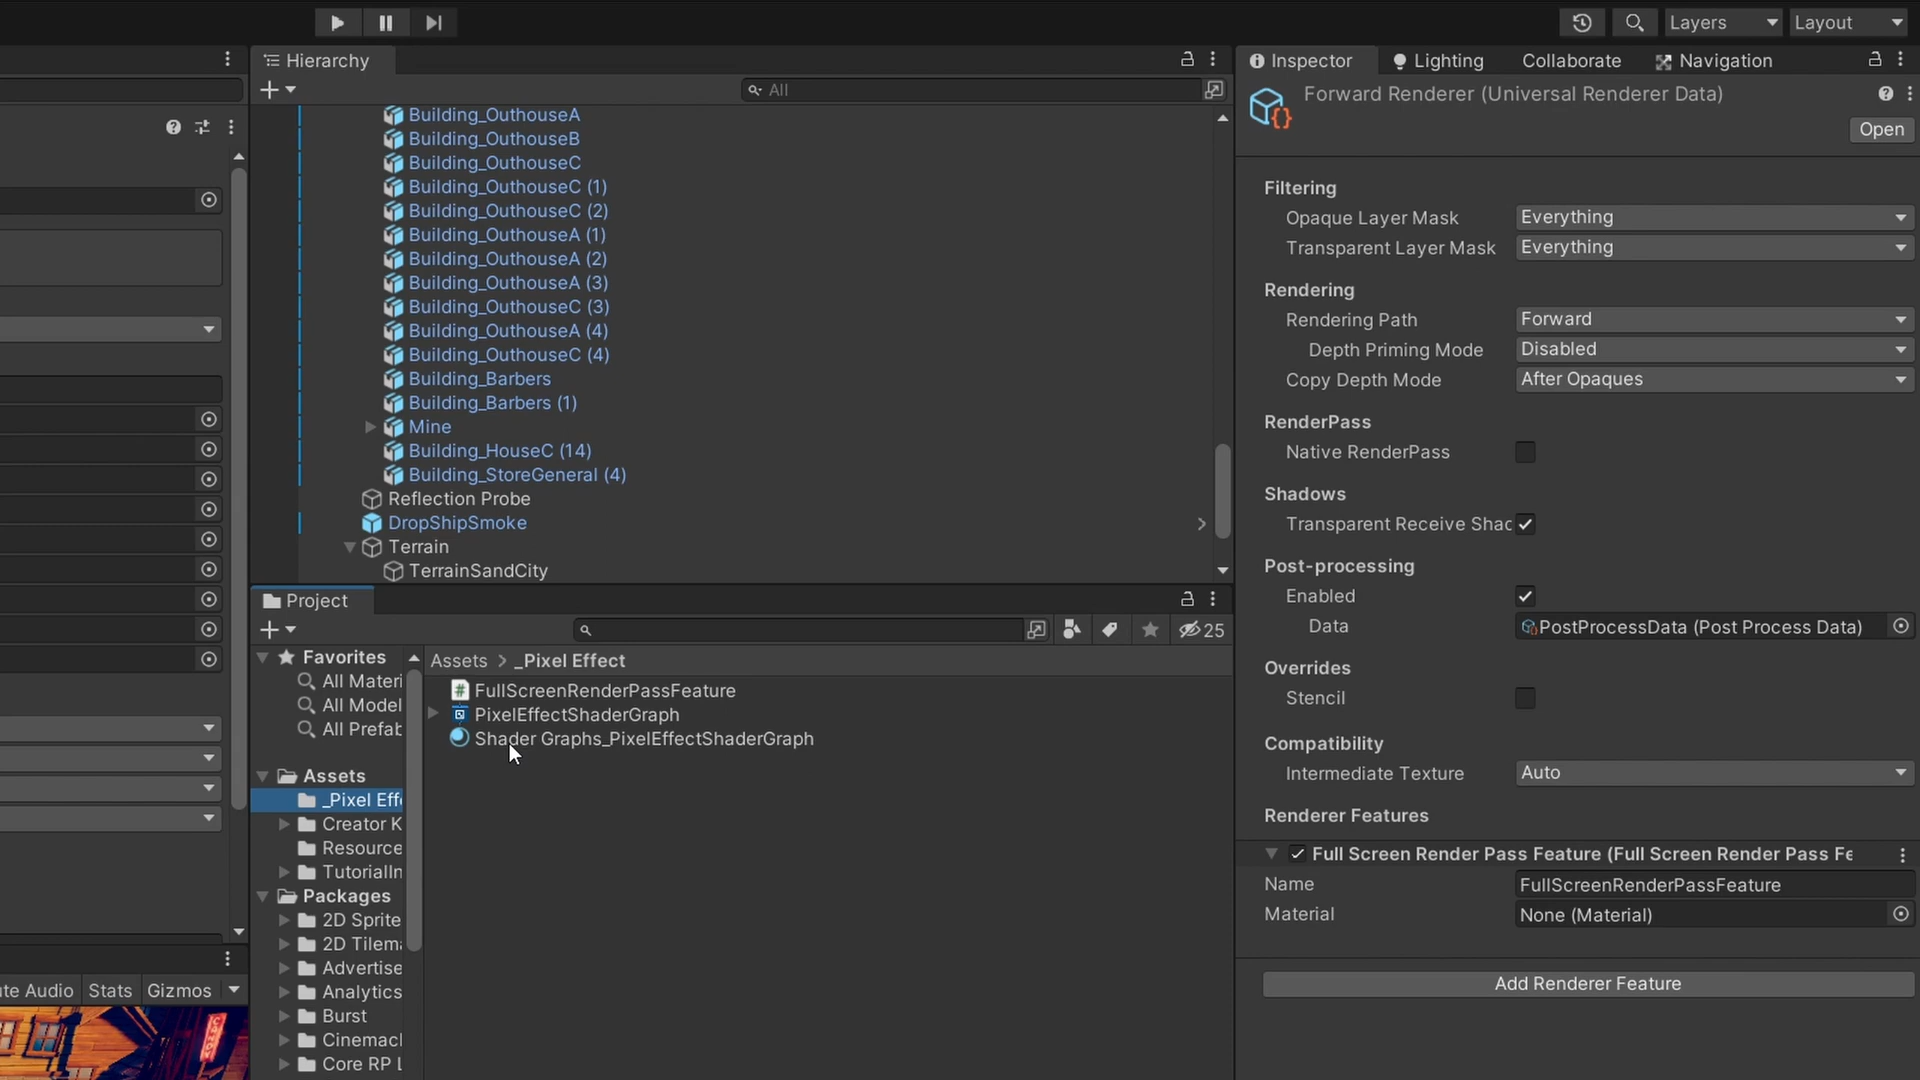 Layers
Layout
Hierarchy
All
Building_OuthouseA
Building_OuthouseB
Building_OuthouseC
Building_OuthouseC (1)
Building_OuthouseC (2)
Building_OuthouseA (1)
Building_OuthouseA (2)
Building_OuthouseA (3)
Building_OuthouseC (3)
Building_OuthouseA (4)
Building_OuthouseC (4)
Building_Barbers
Building_Barbers (1)
Mine
Building_HouseC (14)
Building_StoreGeneral (4)
Reflection Probe
DropShipSmoke
Terrain
TerrainSandCity
Project
25
Favorites
All Materi
All Model
All Prefab
Assets
_Pixel Effe
Creator K
Resource
TutorialIn
Packages
2D Sprite
2D Tilema
Advertise
Analytics
Burst
Cinemach
Core RP L
Assets > _Pixel Effect
FullScreenRenderPassFeature
PixelEffectShaderGraph
Shader Graphs_PixelEffectShaderGraph
ute Audio Stats Gizmos
Inspector Lighting Collaborate Navigation
Forward Renderer (Universal Renderer Data)
Open
Filtering
Opaque Layer Mask Everything
Transparent Layer Mask Everything
Rendering
Rendering Path Forward
Depth Priming Mode Disabled
Copy Depth Mode After Opaques
RenderPass
Native RenderPass
Shadows
Transparent Receive Shad
Post-processing
Enabled
Data PostProcessData (Post Process Data)
Overrides
Stencil
Compatibility
Intermediate Texture Auto
Renderer Features
Full Screen Render Pass Feature (Full Screen Render Pass Fe
Name FullScreenRenderPassFeature
Material None (Material)
Add Renderer Feature